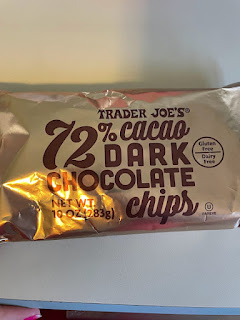 TRADER JOE'S®
72% cacao
DARK
CHOCOLATE
chips
Gluten
Free
Dairy
Free
NET WT.
10 OZ (283g)